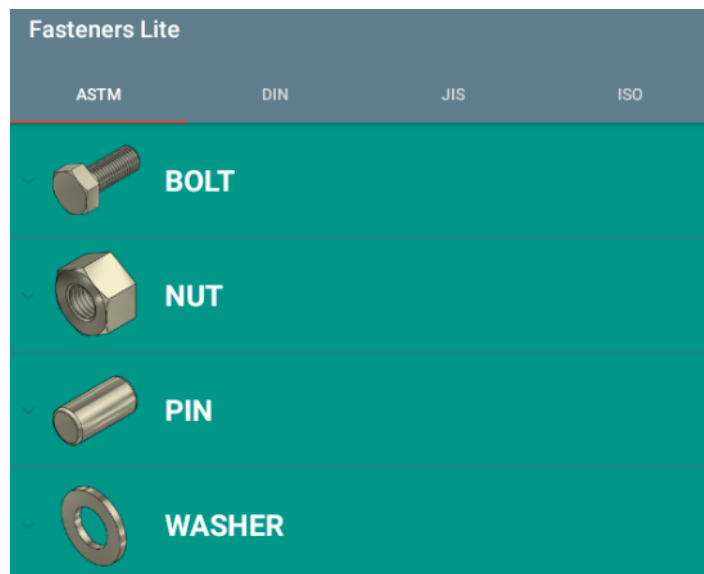 Fasteners Lite
ASTM DIN JIS ISO
BOLT
NUT
PIN
WASHER